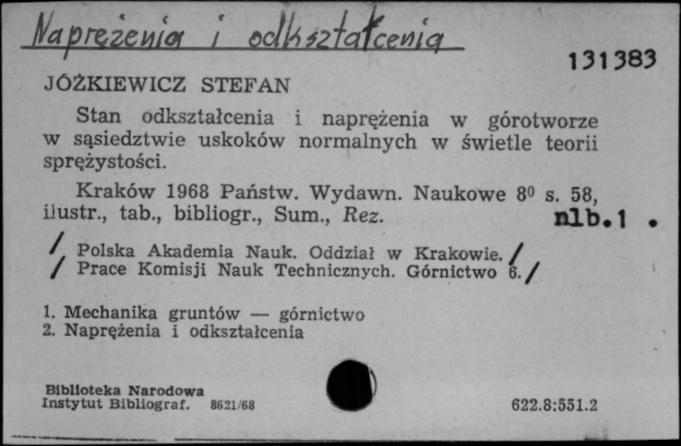 Naprężenia i odkształcenia
131383
JÓŻKIEWICZ STEFAN
Stan odkształcenia i naprężenia w górotworze
w sąsiedztwie uskoków normalnych w świetle teorii
sprężystości.
Kraków 1968 Państw. Wydawn. Naukowe 8⁰ s. 58,
ilustr., tab., bibliogr., Sum., Rez. nlb.1 .
/ Polska Akademia Nauk. Oddział w Krakowie. /
/ Prace Komisji Nauk Technicznych. Górnictwo 6. /
1. Mechanika gruntów — górnictwo
2. Naprężenia i odkształcenia
Biblioteka Narodowa
Instytut Bibliograf. 8621/68
622.8:551.2